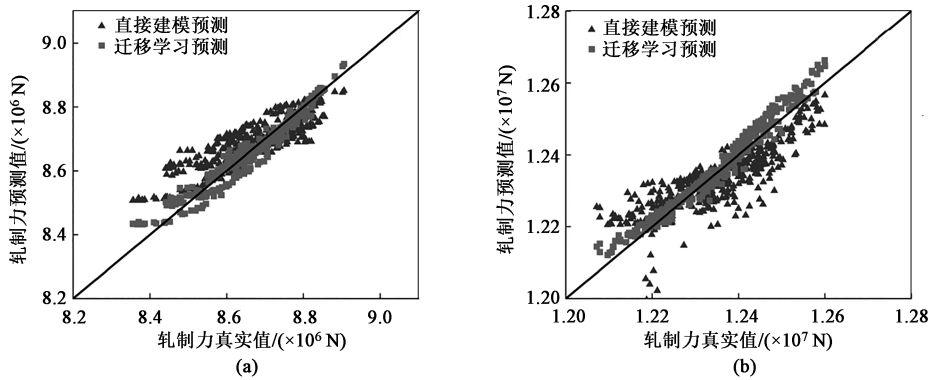 ▲ 直接建模预测
■ 迁移学习预测
轧制力预测值/(×10⁶ N)
9.0
8.8
8.6
8.4
8.2
8.2 8.4 8.6 8.8 9.0
轧制力真实值/(×10⁶ N)
(a)
▲ 直接建模预测
■ 迁移学习预测
轧制力预测值/(×10⁷ N)
1.28
1.26
1.24
1.22
1.20
1.20 1.22 1.24 1.26 1.28
轧制力真实值/(×10⁷ N)
(b)